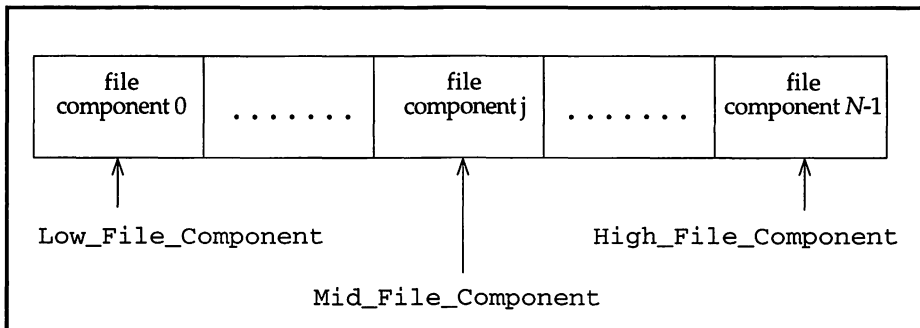 file file file
component 0 ....... component j ....... component N-1
Low_File_Component High_File_Component
Mid_File_Component